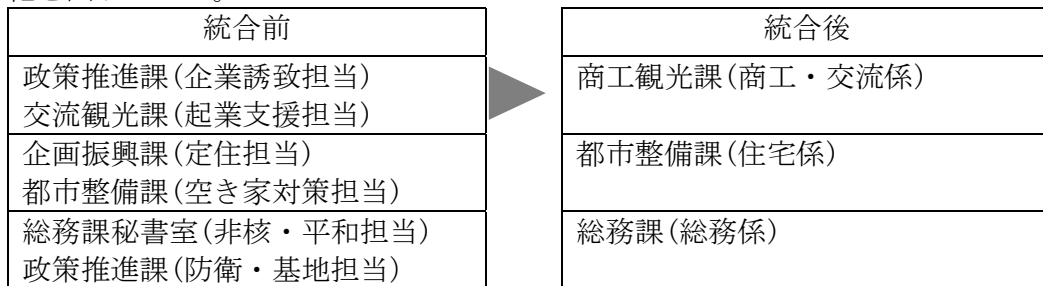 統合前
統合後
政策推進課(企業誘致担当)
交流観光課(起業支援担当)
商工観光課(商工・交流係)
企画振興課(定住担当)
都市整備課(空き家対策担当)
都市整備課(住宅係)
総務課秘書室(非核・平和担当)
政策推進課(防衛・基地担当)
総務課(総務係)